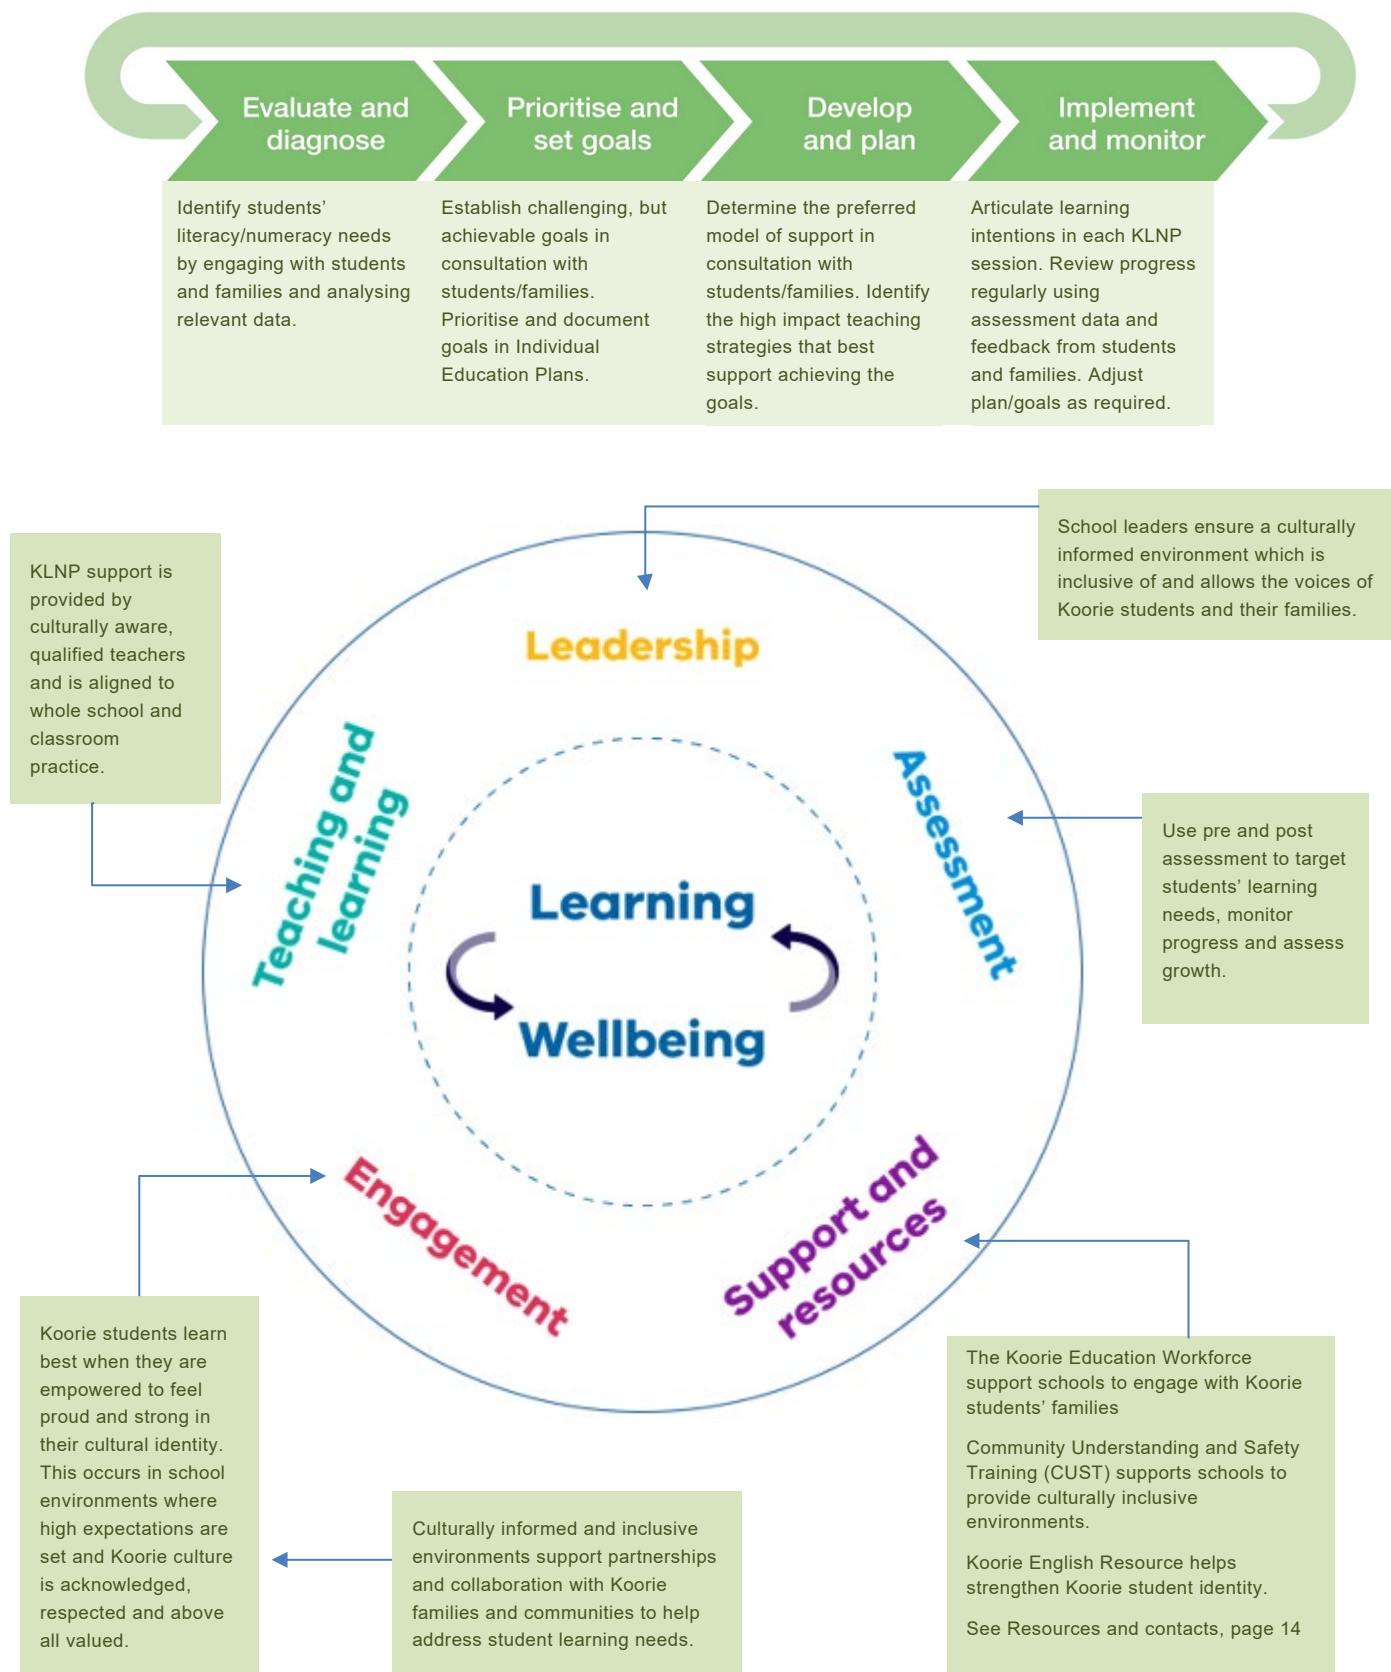 Evaluate and
diagnose
Prioritise and
set goals
Develop
and plan
Implement
and monitor
Identify students’
literacy/numeracy needs
by engaging with students
and families and analysing
relevant data.
Establish challenging, but
achievable goals in
consultation with
students/families.
Prioritise and document
goals in Individual
Education Plans.
Determine the preferred
model of support in
consultation with
students/families. Identify
the high impact teaching
strategies that best
support achieving the
goals.
Articulate learning
intentions in each KLNP
session. Review progress
regularly using
assessment data and
feedback from students
and families. Adjust
plan/goals as required.
School leaders ensure a culturally
informed environment which is
inclusive of and allows the voices of
Koorie students and their families.
KLNP support is
provided by
culturally aware,
qualified teachers
and is aligned to
whole school and
classroom
practice.
Leadership
Teaching and
learning
Assessment
Use pre and post
assessment to target
students’ learning
needs, monitor
progress and assess
growth.
Learning
Wellbeing
Engagement
Support and
resources
Koorie students learn
best when they are
empowered to feel
proud and strong in
their cultural identity.
This occurs in school
environments where
high expectations are
set and Koorie culture
is acknowledged,
respected and above
all valued.
Culturally informed and inclusive
environments support partnerships
and collaboration with Koorie
families and communities to help
address student learning needs.
The Koorie Education Workforce
support schools to engage with Koorie
students’ families
Community Understanding and Safety
Training (CUST) supports schools to
provide culturally inclusive
environments.
Koorie English Resource helps
strengthen Koorie student identity.
See Resources and contacts, page 14